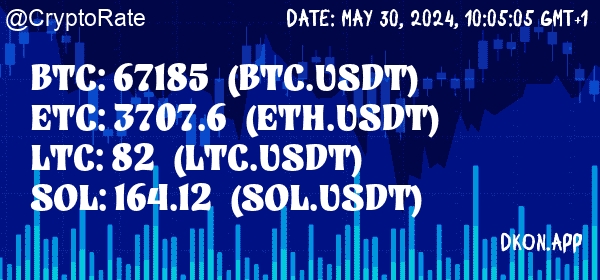 @CryptoRate
DATE: MAY 30, 2024, 10:05:05 GMT+1
BTC: 67185 (BTC.USDT)
ETC: 3707.6 (ETH.USDT)
LTC: 82 (LTC.USDT)
SOL: 164.12 (SOL.USDT)
DKON.APP